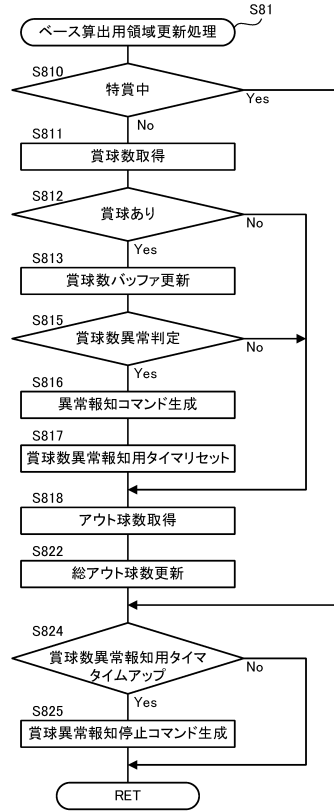 S81
ベース算出用領域更新処理
S810
特賞中
Yes
No
S811
賞球数取得
S812
賞球あり
No
Yes
S813
賞球数バッファ更新
S815
賞球数異常判定
No
Yes
S816
異常報知コマンド生成
S817
賞球数異常報知用タイマリセット
S818
アウト球数取得
S822
総アウト球数更新
S824
賞球数異常報知用タイマ
タイムアップ
No
Yes
S825
賞球異常報知停止コマンド生成
RET